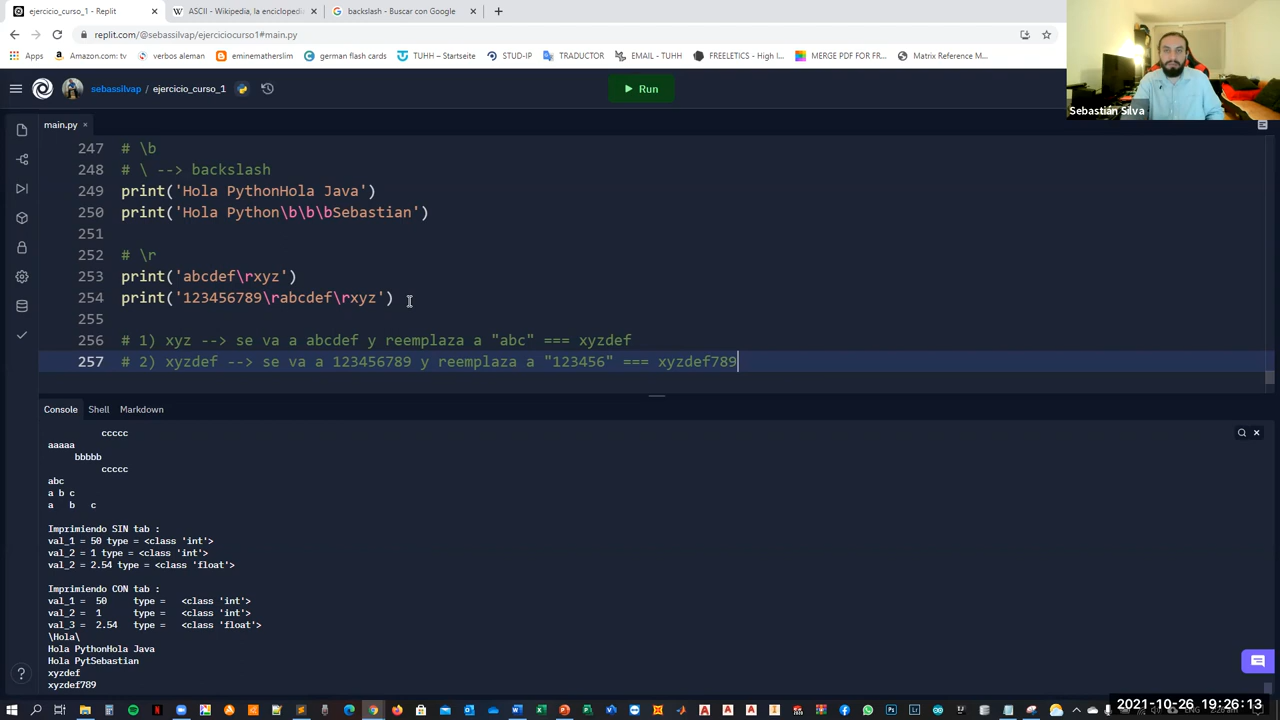 ejercicio_curso_1 - Replit
ASCII - Wikipedia, la enciclopedi
backslash - Buscar con Google
replit.com/@sebassilvap/ejerciciocurso1#main.py
Apps
Amazon.com: tv
verbos aleman
eminemathslim
german flash cards
TUHH – Startseite
STUD-IP
TRADUCTOR
EMAIL - TUHH
FREELETICS – High I...
MERGE PDF FOR FR...
Matrix Reference M...
Sebastián Silva
sebassilvap / ejercicio_curso_1
Run
main.py
247 # \b
248 # \ --> backslash
249 print('Hola PythonHola Java')
250 print('Hola Python\b\b\bSebastian')
251
252 # \r
253 print('abcdef\rxyz')
254 print('123456789\rabcdef\rxyz')
255
256 # 1) xyz --> se va a abcdef y reemplaza a "abc" === xyzdef
257 # 2) xyzdef --> se va a 123456789 y reemplaza a "123456" === xyzdef789
Console Shell Markdown
ccccc
aaaaa
bbbbb
ccccc
abc
a b c
a b c
Imprimiendo SIN tab :
val_1 = 50 type = <class 'int'>
val_2 = 1 type = <class 'int'>
val_2 = 2.54 type = <class 'float'>
Imprimiendo CON tab :
val_1 = 50 type = <class 'int'>
val_2 = 1 type = <class 'int'>
val_3 = 2.54 type = <class 'float'>
\Hola\
Hola PythonHola Java
Hola PytSebastian
xyzdef
xyzdef789
2021-10-26 19:26:13